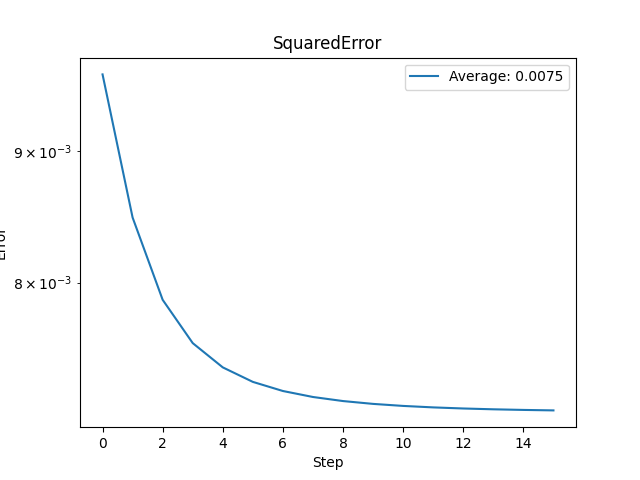 SquaredError
Average: 0.0075
9 × 10⁻³
8 × 10⁻³
Error
0 2 4 6 8 10 12 14
Step